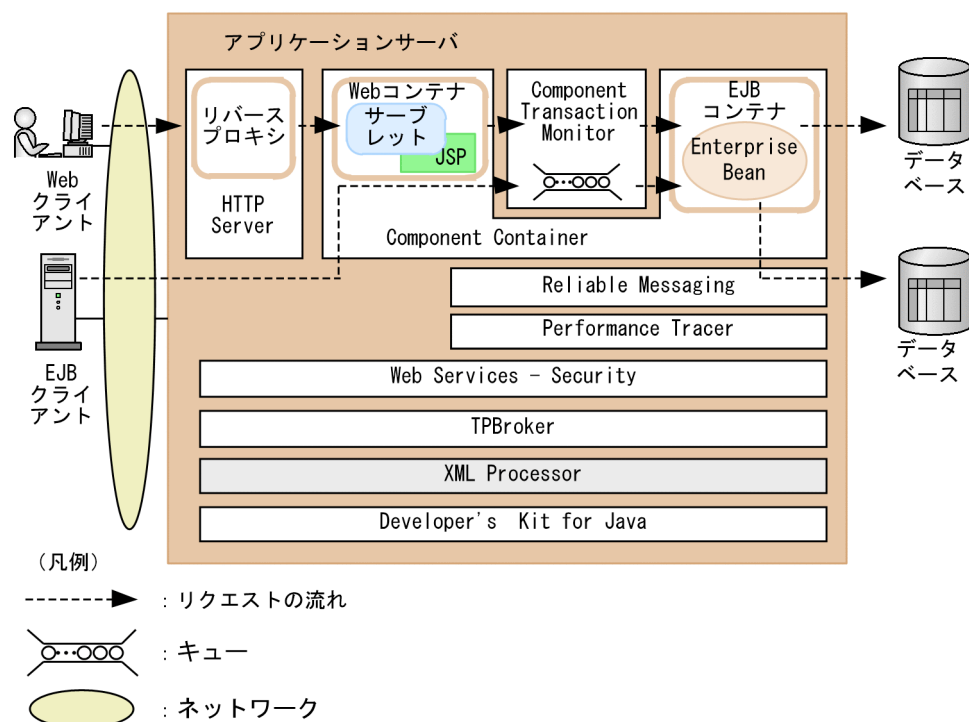 アプリケーションサーバ
リバース
プロキシ
HTTP
Server
Webコンテナ
サーブ
レット
JSP
Component
Transaction
Monitor
EJB
コンテナ
Enterprise
Bean
Component Container
Web
クライ
アント
EJB
クライ
アント
データ
ベース
データ
ベース
Reliable Messaging
Performance Tracer
Web Services － Security
TPBroker
XML Processor
Developer's Kit for Java
（凡例）
：リクエストの流れ
：キュー
：ネットワーク